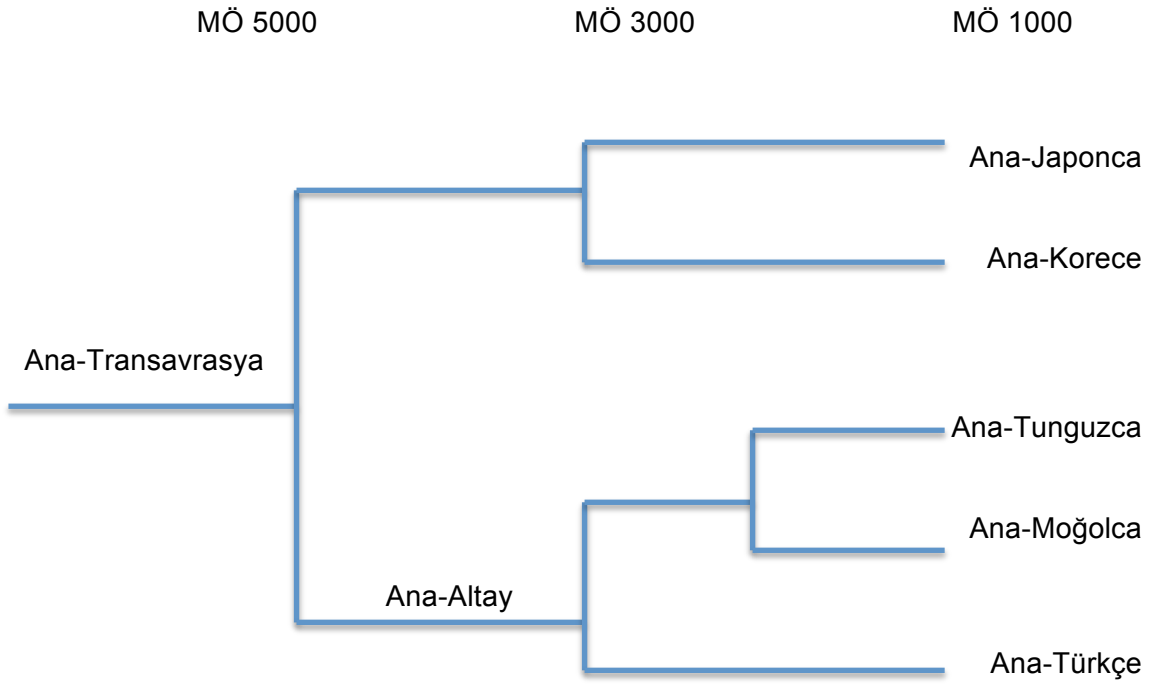 MÖ 5000
MÖ 3000
MÖ 1000
Ana-Japonca
Ana-Korece
Ana-Transavrasya
Ana-Tunguzca
Ana-Moğolca
Ana-Altay
Ana-Türkçe